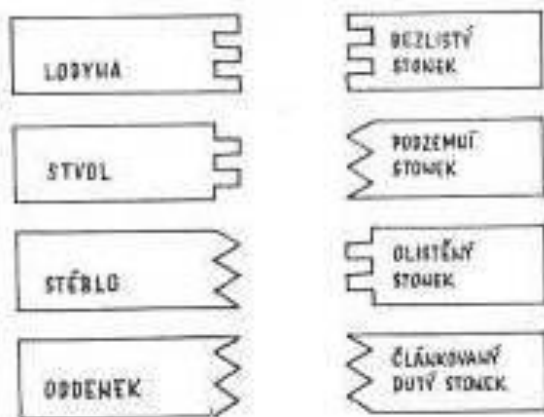 LODYHA
BEZLISTÝ
STONEK
STVOL
PODZEMNÍ
STONEK
STÉBLO
OLISTĚNÝ
STONEK
ODDENEK
ČLÁNKOVANÝ
DUTÝ STONEK